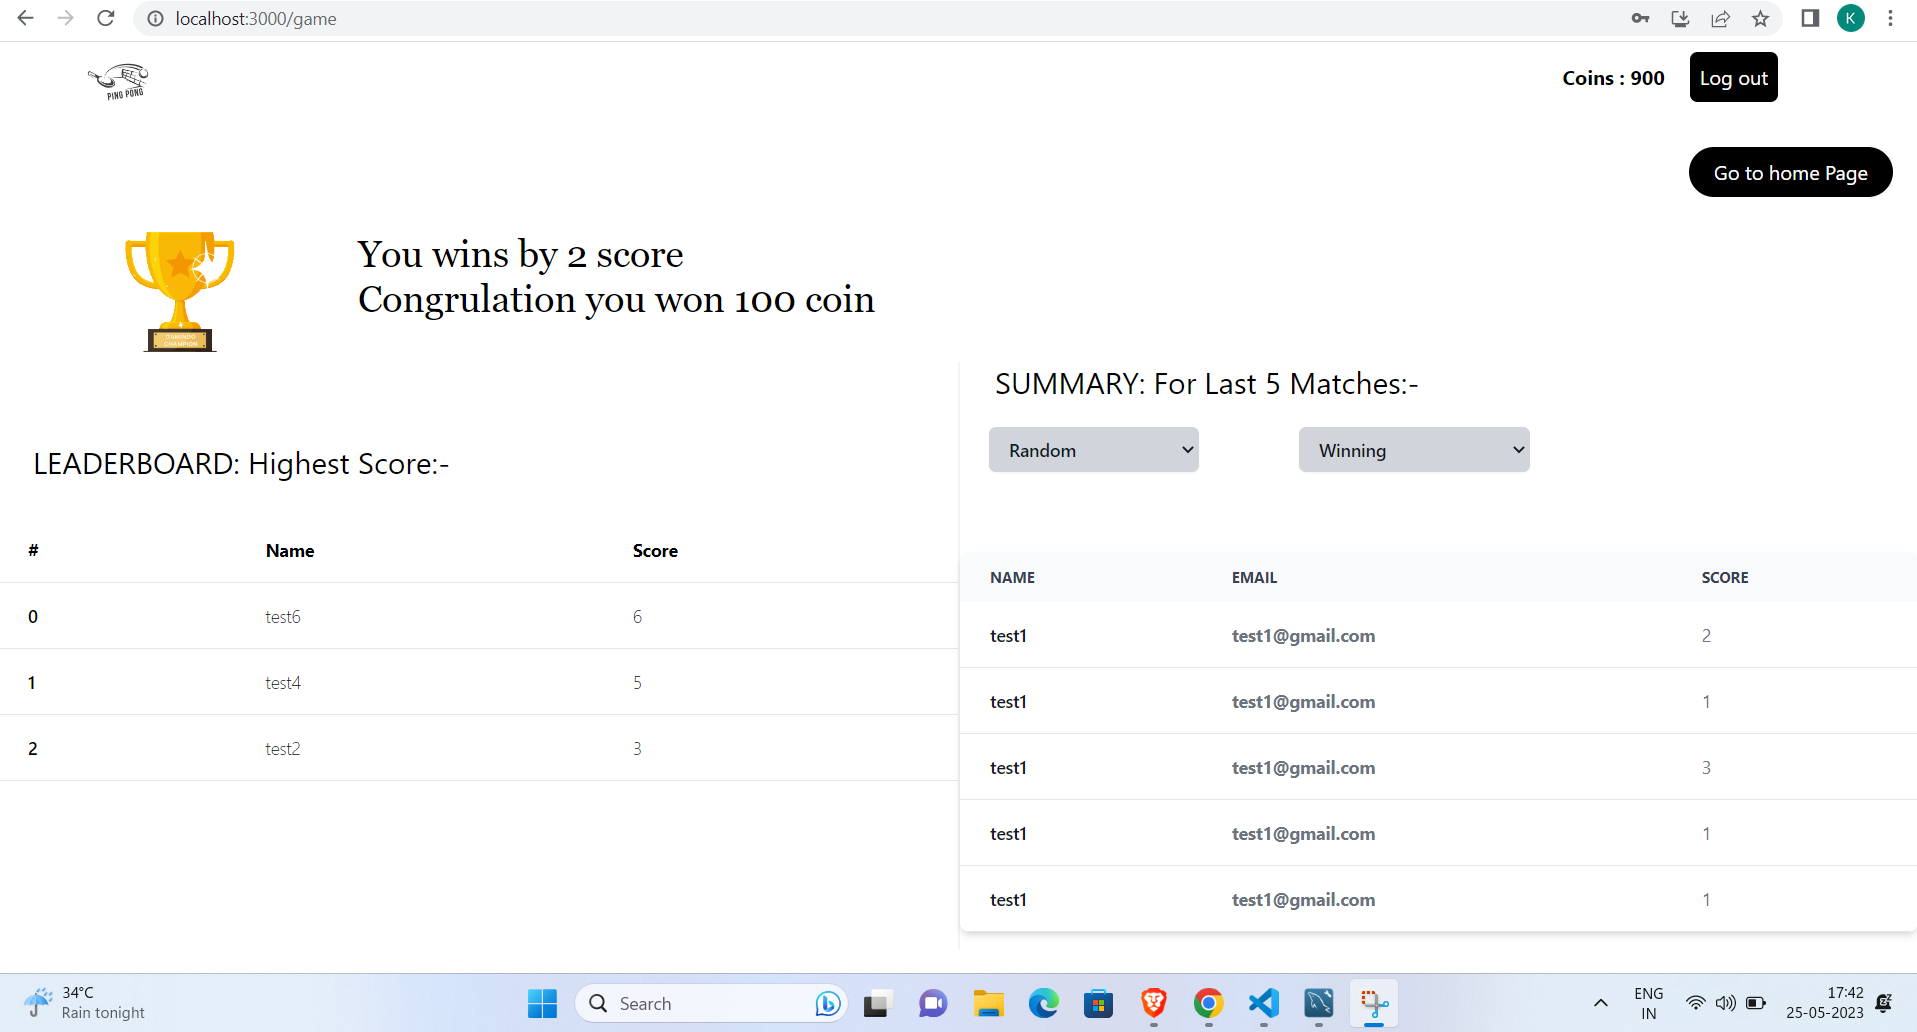 localhost:3000/game
K
PING PONG
Coins : 900
Log out
Go to home Page
You wins by 2 score
Congrulation you won 100 coin
CHAMPION
SUMMARY: For Last 5 Matches:-
Random
Winning
LEADERBOARD: Highest Score:-
# Name Score
0 test6 6
1 test4 5
2 test2 3
NAME EMAIL SCORE
test1 test1@gmail.com 2
test1 test1@gmail.com 1
test1 test1@gmail.com 3
test1 test1@gmail.com 1
test1 test1@gmail.com 1
34°C
Rain tonight
Search
ENG
IN
17:42
25-05-2023